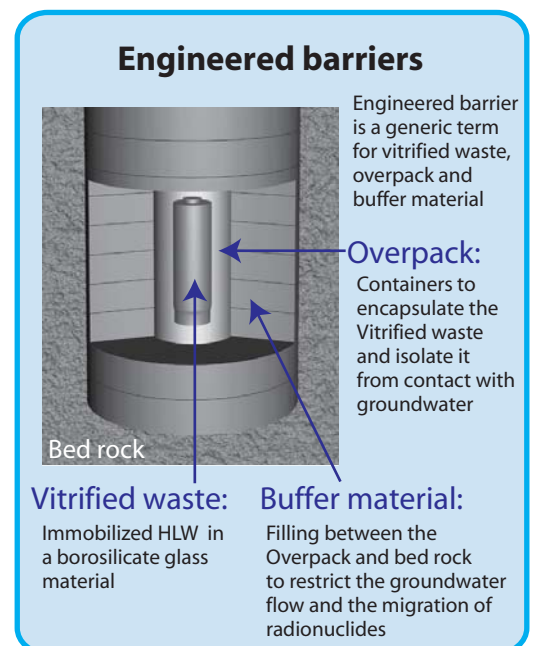 Engineered barriers
Engineered barrier
is a generic term
for vitrified waste,
overpack and
buffer material
Overpack:
Containers to
encapsulate the
Vitrified waste
and isolate it
from contact with
groundwater
Bed rock
Vitrified waste:
Immobilized HLW in
a borosilicate glass
material
Buffer material:
Filling between the
Overpack and bed rock
to restrict the groundwater
flow and the migration of
radionuclides